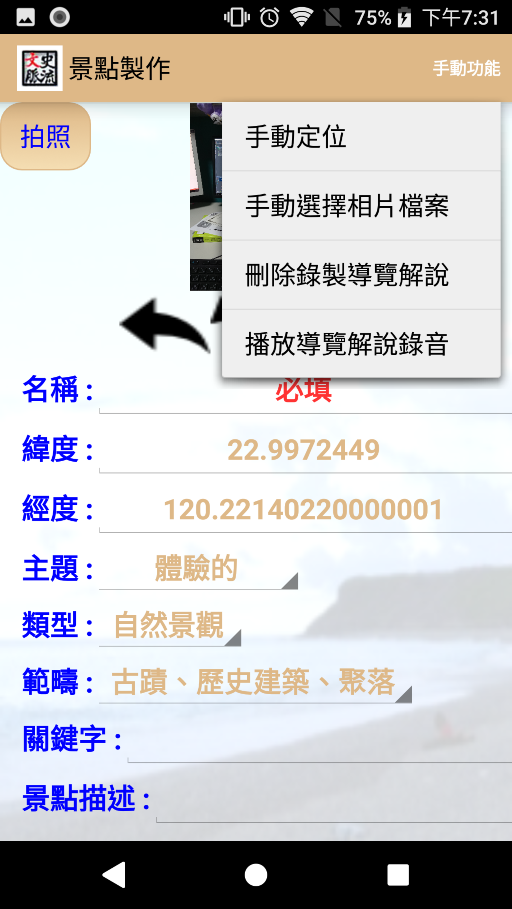 75% 下午7:31
文史脈流 景點製作 手動功能
拍照
手動定位
手動選擇相片檔案
刪除錄製導覽解說
播放導覽解說錄音
名稱 : 必填
緯度 : 22.9972449
經度 : 120.22140220000001
主題 : 體驗的
類型 : 自然景觀
範疇 : 古蹟、歷史建築、聚落
關鍵字 :
景點描述 :